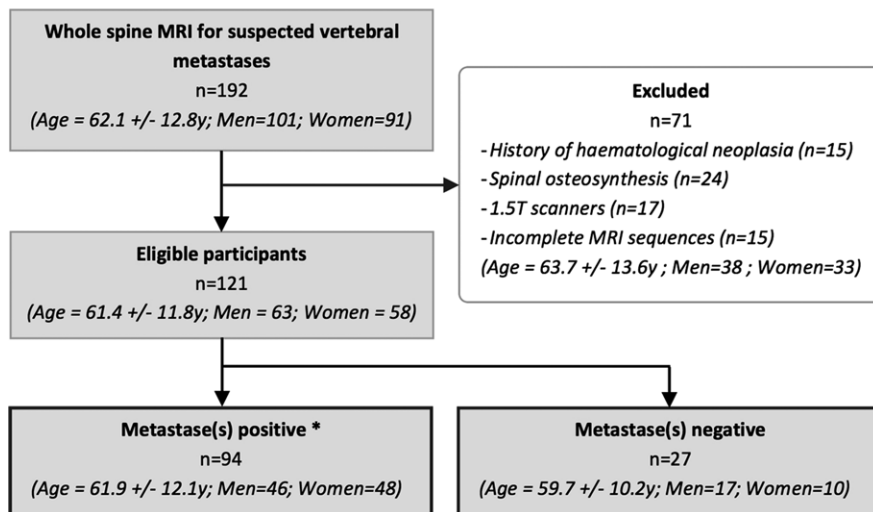 Whole spine MRI for suspected vertebral
metastases
n=192
(Age = 62.1 +/- 12.8y; Men=101; Women=91)
Excluded
n=71
-History of haematological neoplasia (n=15)
-Spinal osteosynthesis (n=24)
-1.5T scanners (n=17)
-Incomplete MRI sequences (n=15)
(Age = 63.7 +/- 13.6y ; Men=38 ; Women=33)
Eligible participants
n=121
(Age = 61.4 +/- 11.8y; Men = 63; Women = 58)
Metastase(s) positive *
n=94
(Age = 61.9 +/- 12.1y; Men=46; Women=48)
Metastase(s) negative
n=27
(Age = 59.7 +/- 10.2y; Men=17; Women=10)